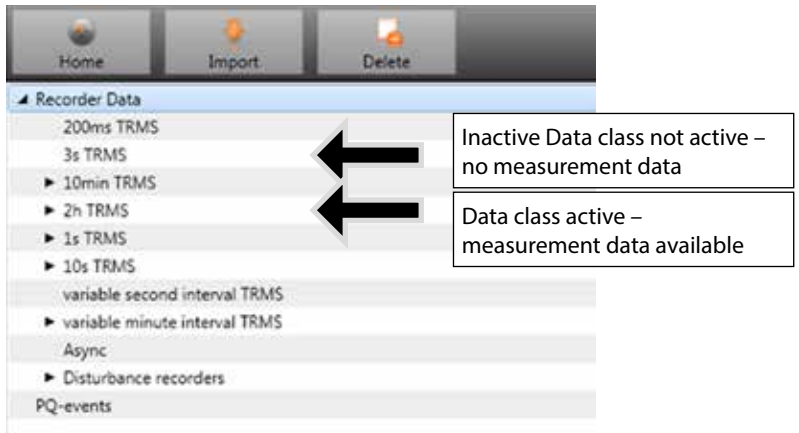 Home Import Delete
Recorder Data
200ms TRMS
3s TRMS
10min TRMS
2h TRMS
1s TRMS
10s TRMS
variable second interval TRMS
variable minute interval TRMS
Async
Disturbance recorders
PQ-events
Inactive Data class not active –
no measurement data
Data class active –
measurement data available